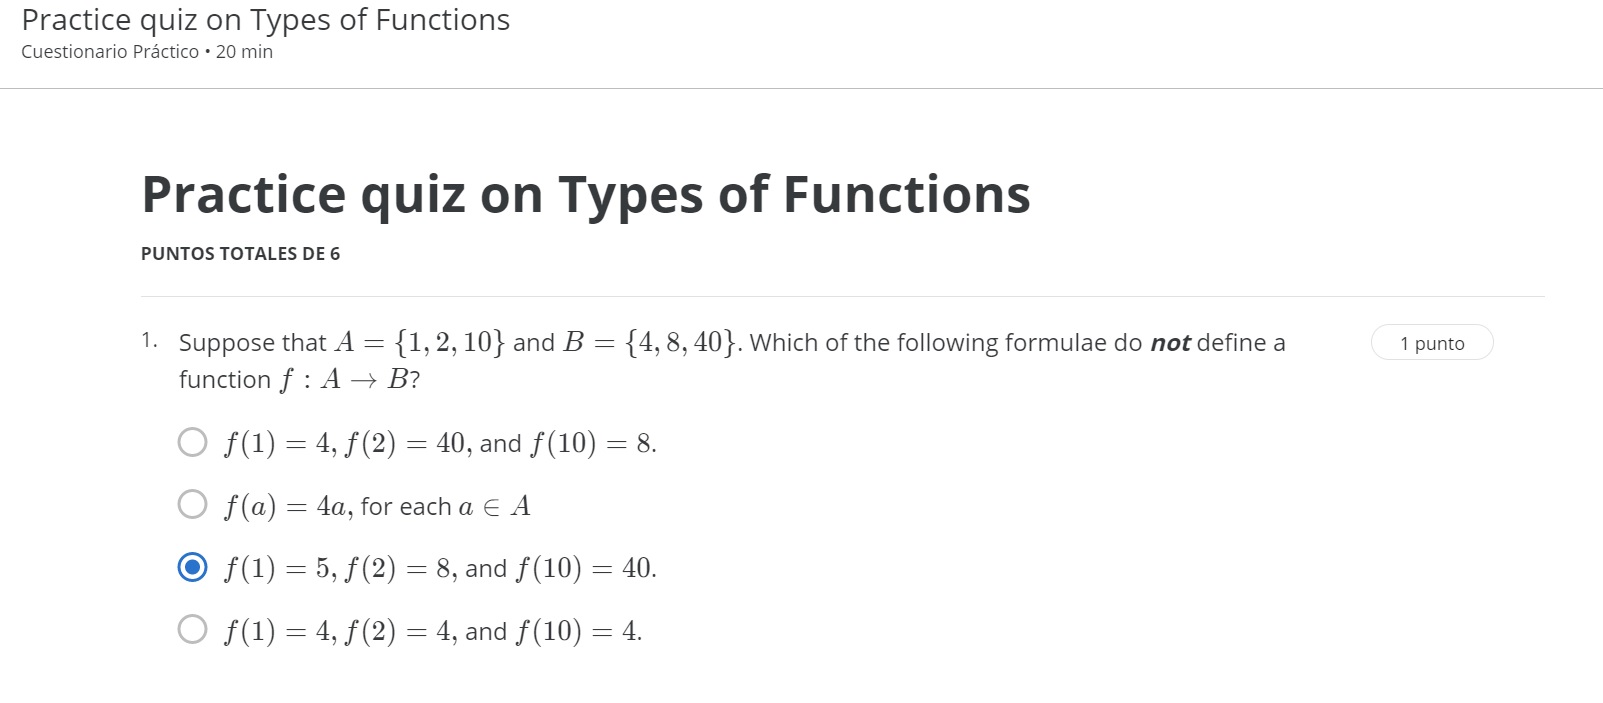 Practice quiz on Types of Functions
Cuestionario Práctico • 20 min
Practice quiz on Types of Functions
PUNTOS TOTALES DE 6
1. Suppose that A = {1, 2, 10} and B = {4, 8, 40}. Which of the following formulae do not define a
1 punto
function f : A → B?
f(1) = 4, f(2) = 40, and f(10) = 8.
f(a) = 4a, for each a ∈ A
f(1) = 5, f(2) = 8, and f(10) = 40.
f(1) = 4, f(2) = 4, and f(10) = 4.